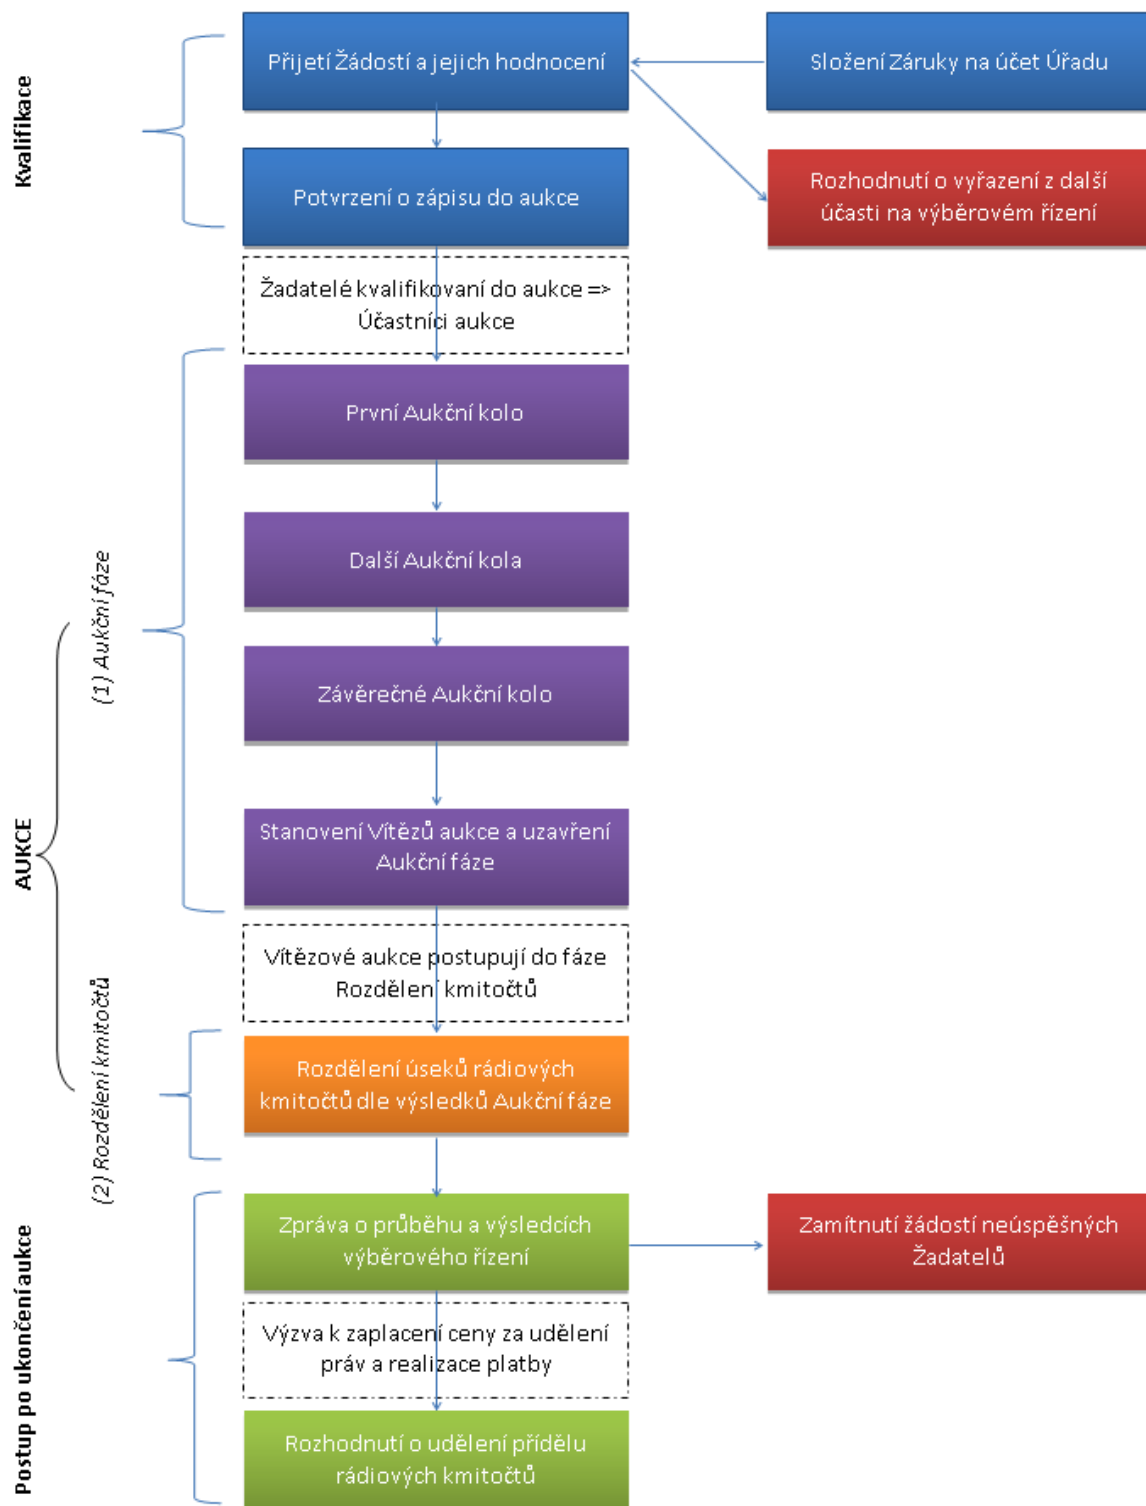 Kvalifikace
Přijetí Žádostí a jejich hodnocení
Složení Záruky na účet Úřadu
Potvrzení o zápisu do aukce
Rozhodnutí o vyřazení z další
účasti na výběrovém řízení
Žadatelé kvalifikovaní do aukce =>
Účastníci aukce
AUKCE
(1) Aukční fáze
První Aukční kolo
Další Aukční kola
Závěrečné Aukční kolo
Stanovení Vítězů aukce a uzavření
Aukční fáze
Vítězové aukce postupují do fáze
Rozdělení kmitočtů
(2) Rozdělení kmitočtů
Rozdělení úseků rádiových
kmitočtů dle výsledků Aukční fáze
Postup po ukončení aukce
Zpráva o průběhu a výsledcích
výběrového řízení
Zamítnutí žádostí neúspěšných
Žadatelů
Výzva k zaplacení ceny za udělení
práv a realizace platby
Rozhodnutí o udělení přídělu
rádiových kmitočtů